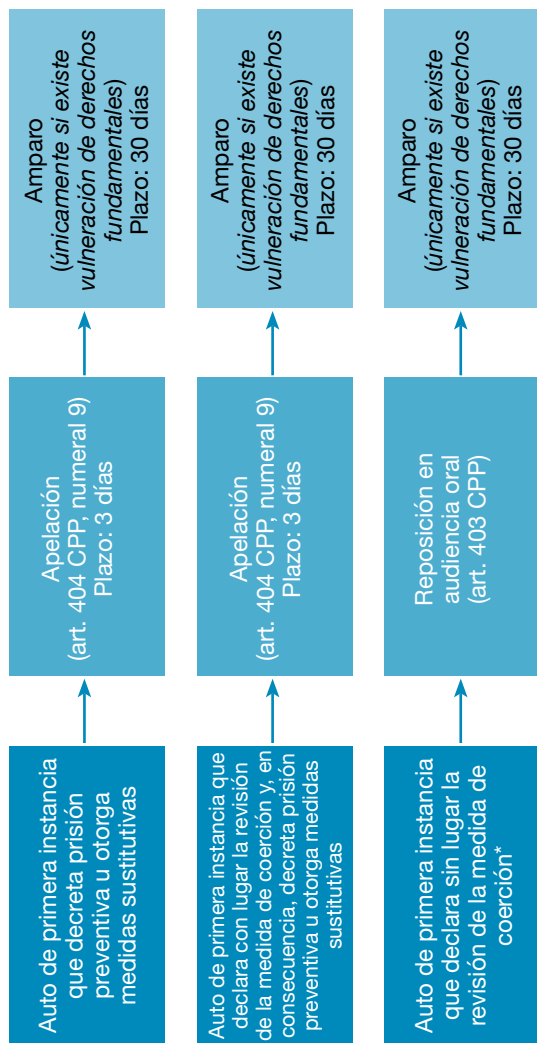 Auto de primera instancia
que decreta prisión
preventiva u otorga
medidas sustitutivas
Apelación
(art. 404 CPP, numeral 9)
Plazo: 3 días
Amparo
(únicamente si existe
vulneración de derechos
fundamentales)
Plazo: 30 días
Auto de primera instancia que
declara con lugar la revisión
de la medida de coerción y, en
consecuencia, decreta prisión
preventiva u otorga medidas
sustitutivas
Apelación
(art. 404 CPP, numeral 9)
Plazo: 3 días
Amparo
(únicamente si existe
vulneración de derechos
fundamentales)
Plazo: 30 días
Auto de primera instancia
que declara sin lugar la
revisión de la medida de
coerción*
Reposición en
audiencia oral
(art. 403 CPP)
Amparo
(únicamente si existe
vulneración de derechos
fundamentales)
Plazo: 30 días